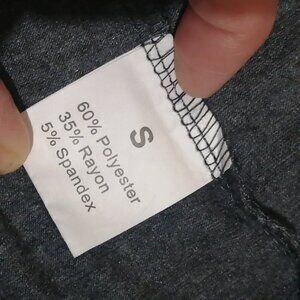 S
60% Polyester
35% Rayon
5% Spandex